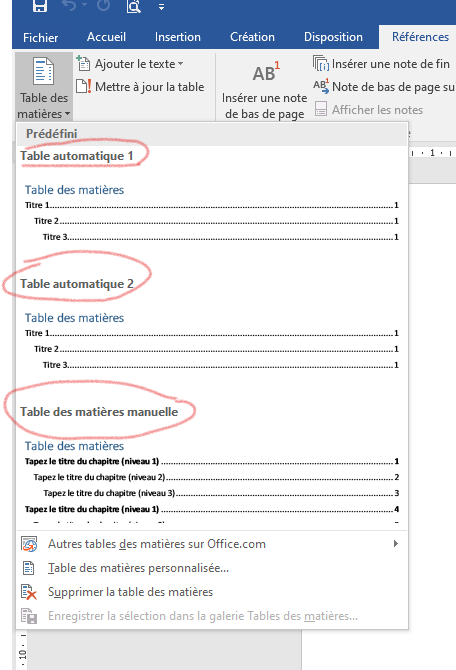 Fichier Accueil Insertion Création Disposition Références
Table des matières
Ajouter le texte
Mettre à jour la table
AB1
Insérer une note de bas de page
Insérer une note de fin
Note de bas de page su
Afficher les notes
Prédéfini
Table automatique 1
Table des matières
Titre 1 1
Titre 2 1
Titre 3 1
Table automatique 2
Table des matières
Titre 1 1
Titre 2 1
Titre 3 1
Table des matières manuelle
Table des matières
Tapez le titre du chapitre (niveau 1) 1
Tapez le titre du chapitre (niveau 2) 2
Tapez le titre du chapitre (niveau 3) 3
Tapez le titre du chapitre (niveau 1) 4
Autres tables des matières sur Office.com
Table des matières personnalisée...
Supprimer la table des matières
Enregistrer la sélection dans la galerie Tables des matières...